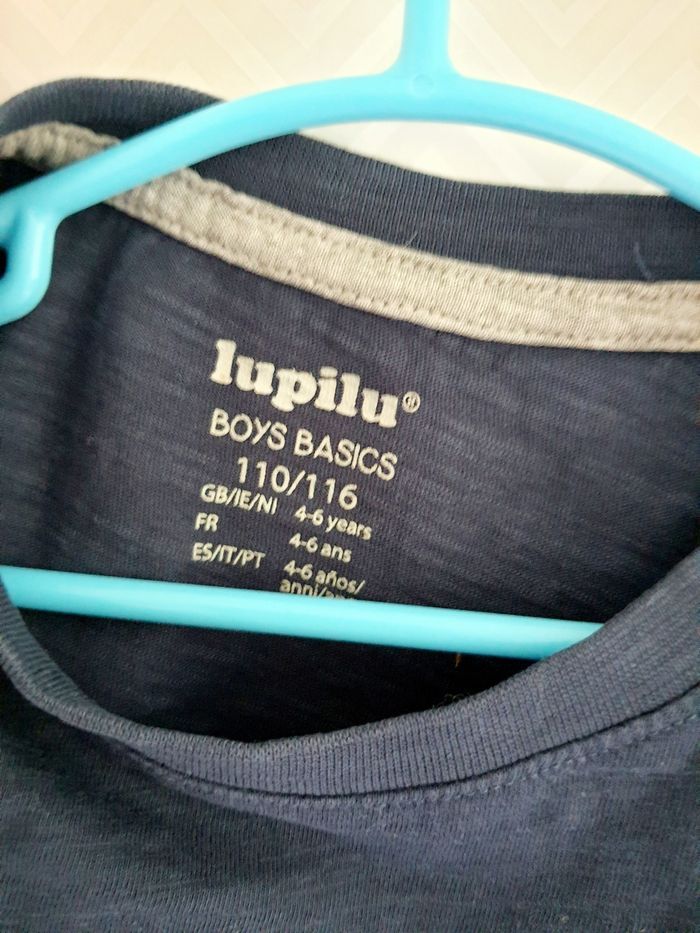 lupilu®
BOYS BASICS
110/116
GB/IE/NI 4-6 years
FR 4-6 ans
ES/IT/PT 4-6 años/
anni/